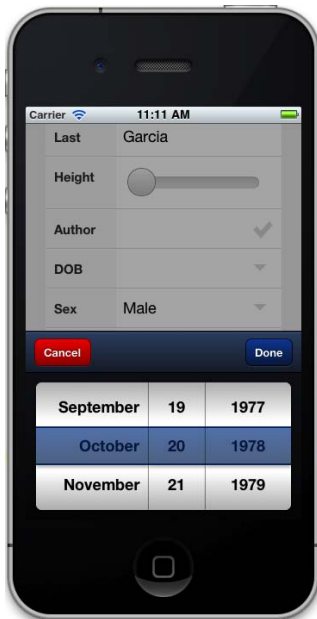 Carrier 11:11 AM
Last Garcia
Height
Author
DOB
Sex Male
Cancel Done
September 19 1977
October 20 1978
November 21 1979